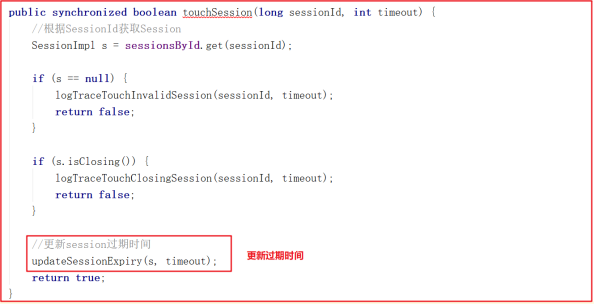 public synchronized boolean touchSession(long sessionId, int timeout) {
//根据SessionId获取Session
SessionImpl s = sessionsById.get(sessionId);
if (s == null) {
logTraceTouchInvalidSession(sessionId, timeout);
return false;
}
if (s.isClosing()) {
logTraceTouchClosingSession(sessionId, timeout);
return false;
}
//更新session过期时间
updateSessionExpiry(s, timeout); 更新过期时间
return true;
}